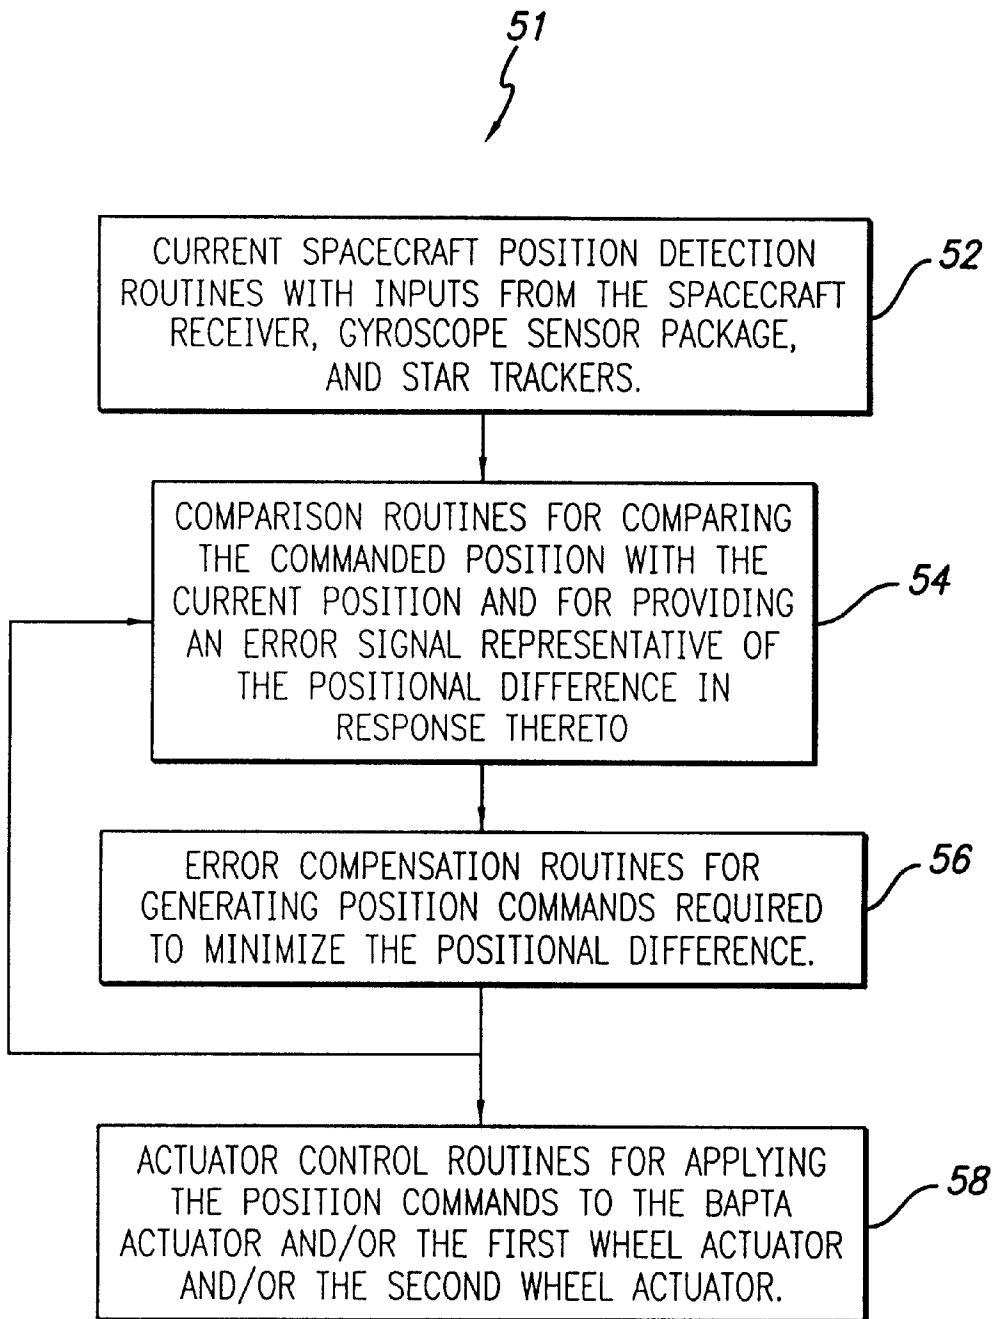 51
CURRENT SPACECRAFT POSITION DETECTION
ROUTINES WITH INPUTS FROM THE SPACECRAFT
RECEIVER, GYROSCOPE SENSOR PACKAGE,
AND STAR TRACKERS.
52
COMPARISON ROUTINES FOR COMPARING
THE COMMANDED POSITION WITH THE
CURRENT POSITION AND FOR PROVIDING
AN ERROR SIGNAL REPRESENTATIVE OF
THE POSITIONAL DIFFERENCE IN
RESPONSE THERETO
54
ERROR COMPENSATION ROUTINES FOR
GENERATING POSITION COMMANDS REQUIRED
TO MINIMIZE THE POSITIONAL DIFFERENCE.
56
ACTUATOR CONTROL ROUTINES FOR APPLYING
THE POSITION COMMANDS TO THE BAPTA
ACTUATOR AND/OR THE FIRST WHEEL ACTUATOR
AND/OR THE SECOND WHEEL ACTUATOR.
58